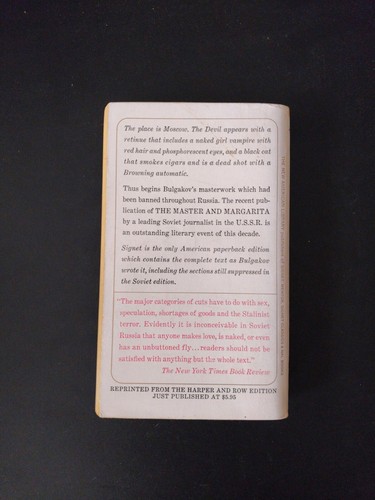 The place is Moscow. The Devil appears with a
retinue that includes a naked girl vampire with
red hair and phosphorescent eyes, and a black cat
that smokes cigars and is a dead shot with a
Browning automatic.
Thus begins Bulgakov's masterwork which had
been banned throughout Russia. The recent pub-
lication of THE MASTER AND MARGARITA
by a leading Soviet journalist in the U.S.S.R. is
an outstanding literary event of this decade.
Signet is the only American paperback edition
which contains the complete text as Bulgakov
wrote it, including the sections still suppressed in
the Soviet edition.
"The major categories of cuts have to do with sex,
speculation, shortages of goods and the Stalinist
terror. Evidently it is inconceivable in Soviet
Russia that anyone makes love, is naked, or even
has an unbuttoned fly... readers should not be
satisfied with anything but the whole text."
The New York Times Book Review
REPRINTED FROM THE HARPER AND ROW EDITION
JUST PUBLISHED AT $5.95